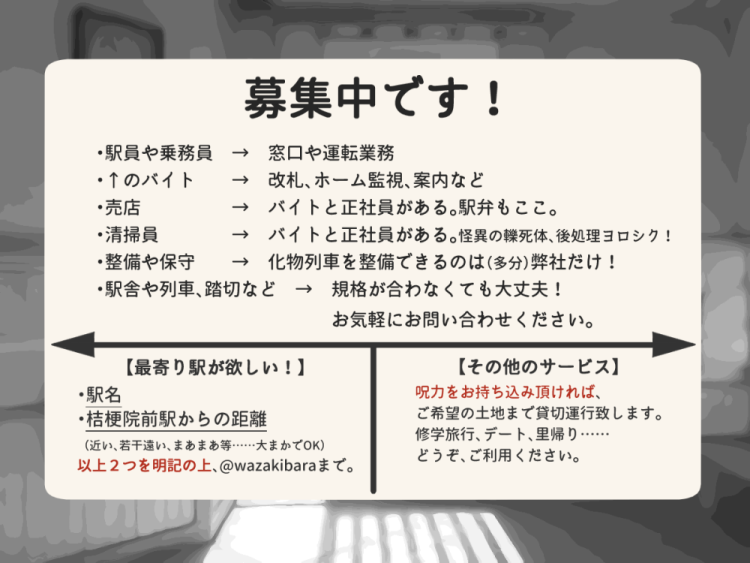 募集中です！
・駅員や乗務員 → 窓口や運転業務
・↑のバイト → 改札、ホーム監視、案内など
・売店 → バイトと正社員がある。駅弁もここ。
・清掃員 → バイトと正社員がある。怪異の轢死体、後処理ヨロシク！
・整備や保守 → 化物列車を整備できるのは(多分)弊社だけ！
・駅舎や列車、踏切など → 規格が合わなくても大丈夫！
お気軽にお問い合わせください。
【最寄り駅が欲しい！】
・駅名
・桔梗院前駅からの距離
（近い、若干遠い、まあまあ等……大まかでOK）
以上２つを明記の上、@wazakibaraまで。
【その他のサービス】
呪力をお持ち込み頂ければ、
ご希望の土地まで貸切運行致します。
修学旅行、デート、里帰り……
どうぞ、ご利用ください。